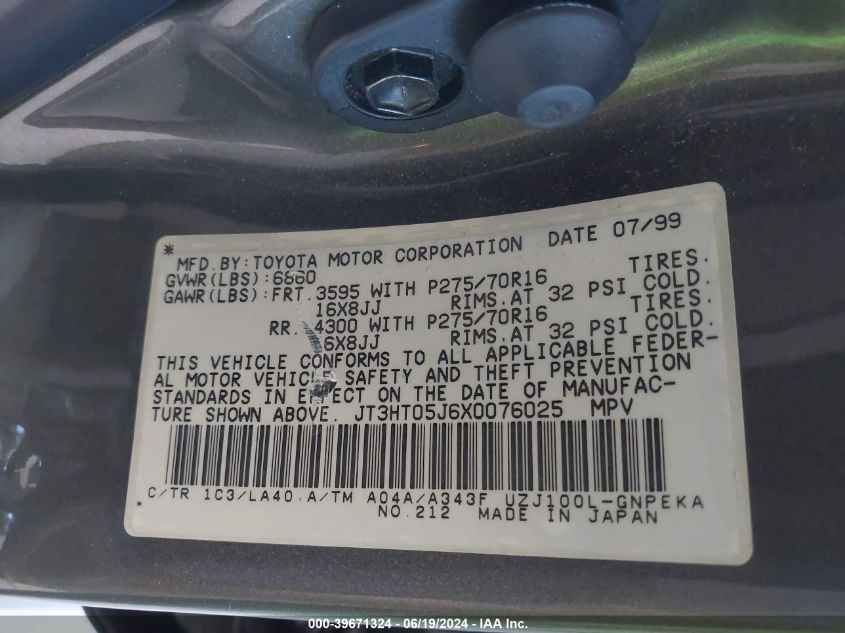 * MFD.BY:TOYOTA MOTOR CORPORATION DATE 07/99
GVWR(LBS):6860
GAWR(LBS):FRT. 3595 WITH P275/70R16 TIRES.
16X8JJ RIMS.AT 32 PSI COLD.
RR. 4300 WITH P275/70R16 TIRES.
16X8JJ RIMS.AT 32 PSI COLD.
THIS VEHICLE CONFORMS TO ALL APPLICABLE FEDER-
AL MOTOR VEHICLE SAFETY AND THEFT PREVENTION
STANDARDS IN EFFECT ON THE DATE OF MANUFAC-
TURE SHOWN ABOVE. JT3HT05J6X0076025 MPV
C/TR 1C3/LA40 A/TM A04A/A343F UZJ100L-GNPEKA
NO.212 MADE IN JAPAN
000-39671324 - 06/19/2024 - IAA Inc.